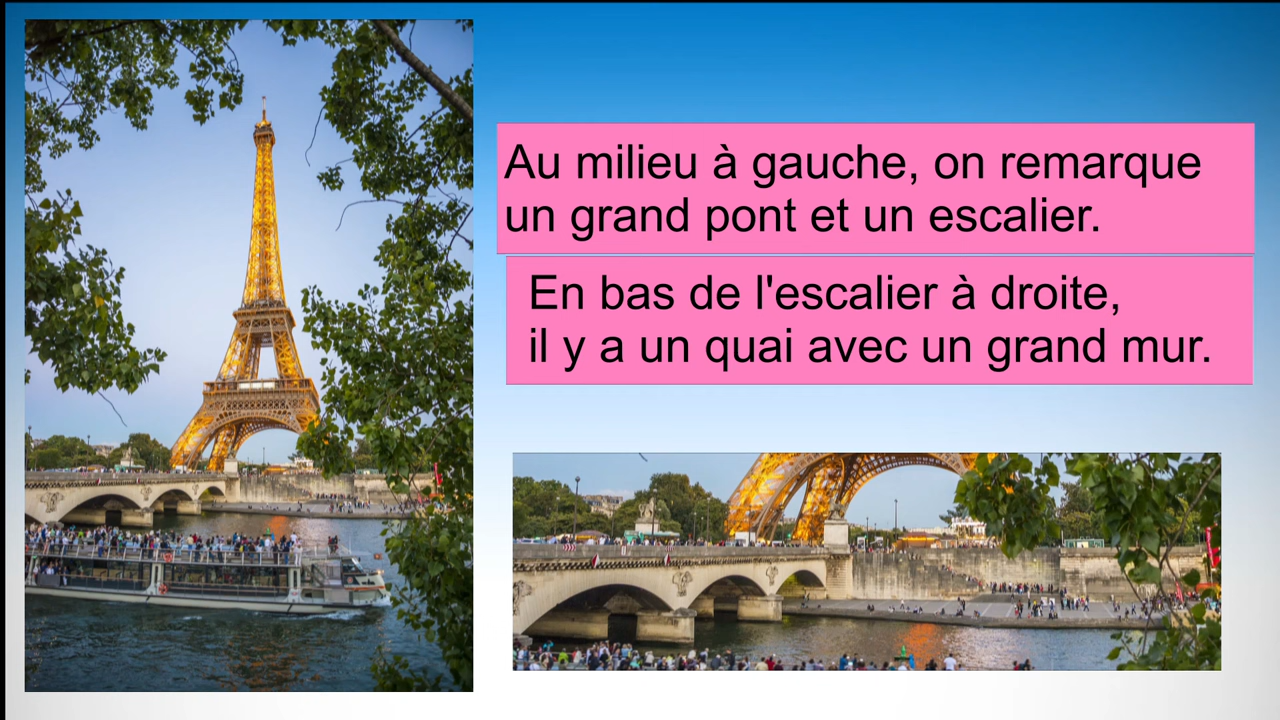 Au milieu à gauche, on remarque
un grand pont et un escalier.
En bas de l'escalier à droite,
il y a un quai avec un grand mur.